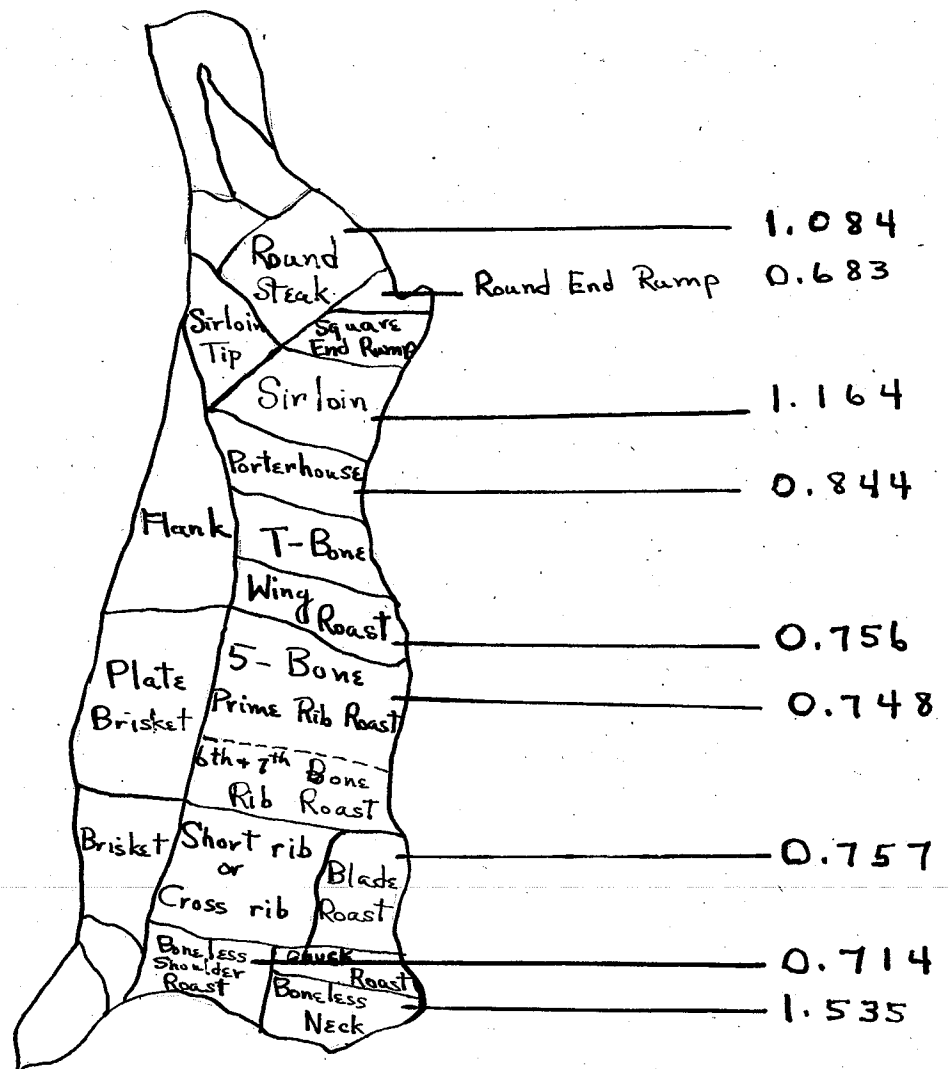 1.084
Round
Steak
Round End Rump 0.683
Sirloin
Tip
Square
End Rump
Sirloin
1.164
Porterhouse
0.844
Flank
T-Bone
Wing
Roast
0.756
5-Bone
Prime Rib Roast
0.748
Plate
Brisket
6th + 7th Bone
Rib Roast
Brisket
Short rib
or
Cross rib
Blade
Roast
0.757
Boneless
Shoulder
Roast
Chuck
Roast
0.714
Boneless
Neck
1.535